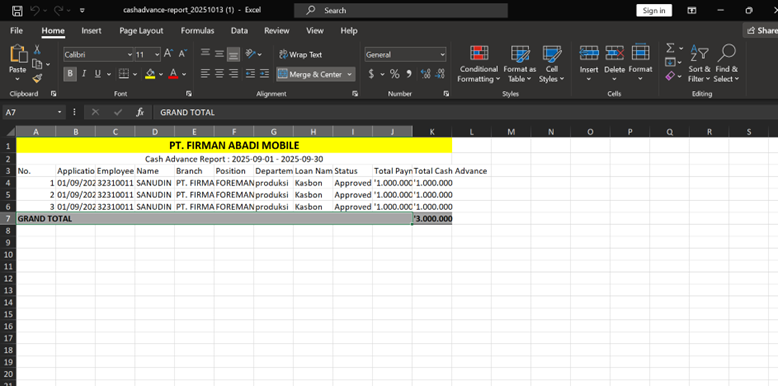 cashadvance-report_20251013 (1) - Excel
Search
Sign in
File Home Insert Page Layout Formulas Data Review View Help Share
Paste
Calibri 11 A^ A˅
B I U A
Wrap Text
Merge & Center
General
$ % 9
Conditional Formatting
Format as Table
Cell Styles
Insert Delete Format
Sort & Filter
Find & Select
Clipboard Font Alignment Number Styles Cells Editing
A7 fx GRAND TOTAL
A B C D E F G H I J K L M N O P Q R S
1 PT. FIRMAN ABADI MOBILE
2 Cash Advance Report : 2025-09-01 - 2025-09-30
3 No. Applicatio Employee Name Branch Position Departem Loan Nam Status Total Payn Total Cash Advance
4 1 01/09/202 32310011 SANUDIN PT. FIRMA FOREMAN produksi Kasbon Approved '1.000.000 '1.000.000
5 2 01/09/202 32310011 SANUDIN PT. FIRMA FOREMAN produksi Kasbon Approved '1.000.000 '1.000.000
6 3 01/09/202 32310011 SANUDIN PT. FIRMA FOREMAN produksi Kasbon Approved '1.000.000 '1.000.000
7 GRAND TOTAL '3.000.000
8
9
10
11
12
13
14
15
16
17
18
19
20